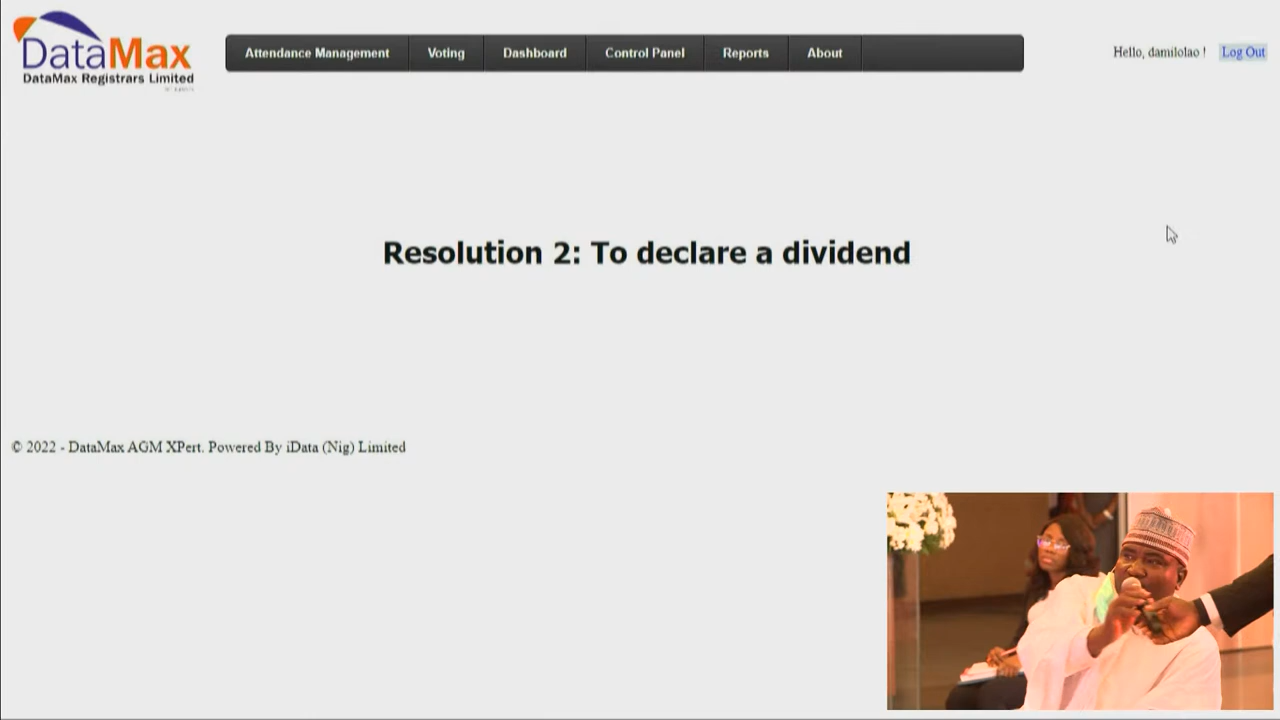 DataMax
DataMax Registrars Limited
Attendance Management Voting Dashboard Control Panel Reports About
Hello, damilolao ! Log Out
Resolution 2: To declare a dividend
© 2022 - DataMax AGM XPert. Powered By iData (Nig) Limited